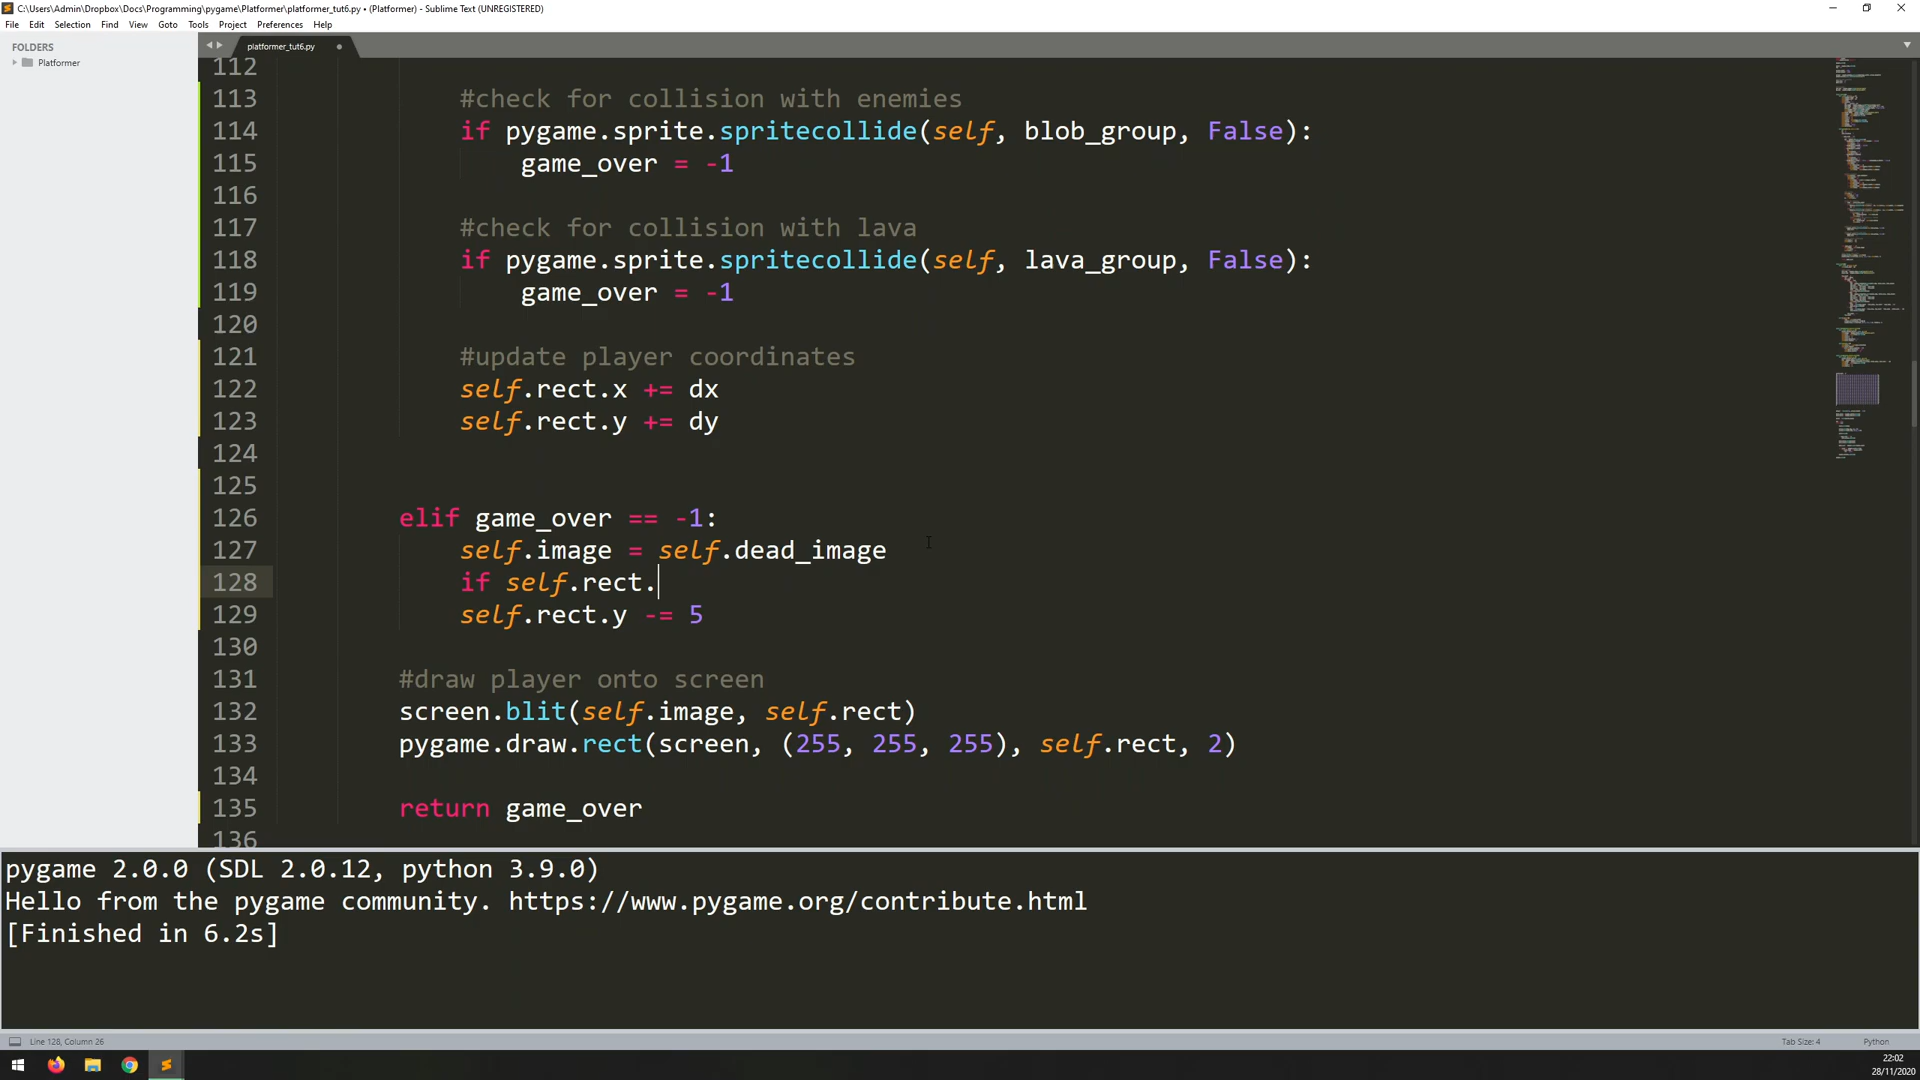 C:\Users\Admin\Dropbox\Docs\Programming\pygame\Platformer\platformer_tut6.py • (Platformer) - Sublime Text (UNREGISTERED)
File Edit Selection Find View Goto Tools Project Preferences Help
FOLDERS
Platformer
platformer_tut6.py
112
113 #check for collision with enemies
114 if pygame.sprite.spritecollide(self, blob_group, False):
115 game_over = -1
116
117 #check for collision with lava
118 if pygame.sprite.spritecollide(self, lava_group, False):
119 game_over = -1
120
121 #update player coordinates
122 self.rect.x += dx
123 self.rect.y += dy
124
125
126 elif game_over == -1:
127 self.image = self.dead_image
128 if self.rect.
129 self.rect.y -= 5
130
131 #draw player onto screen
132 screen.blit(self.image, self.rect)
133 pygame.draw.rect(screen, (255, 255, 255), self.rect, 2)
134
135 return game_over
136
pygame 2.0.0 (SDL 2.0.12, python 3.9.0)
Hello from the pygame community. https://www.pygame.org/contribute.html
[Finished in 6.2s]
Line 128, Column 26
Tab Size: 4
Python
22:02
28/11/2020